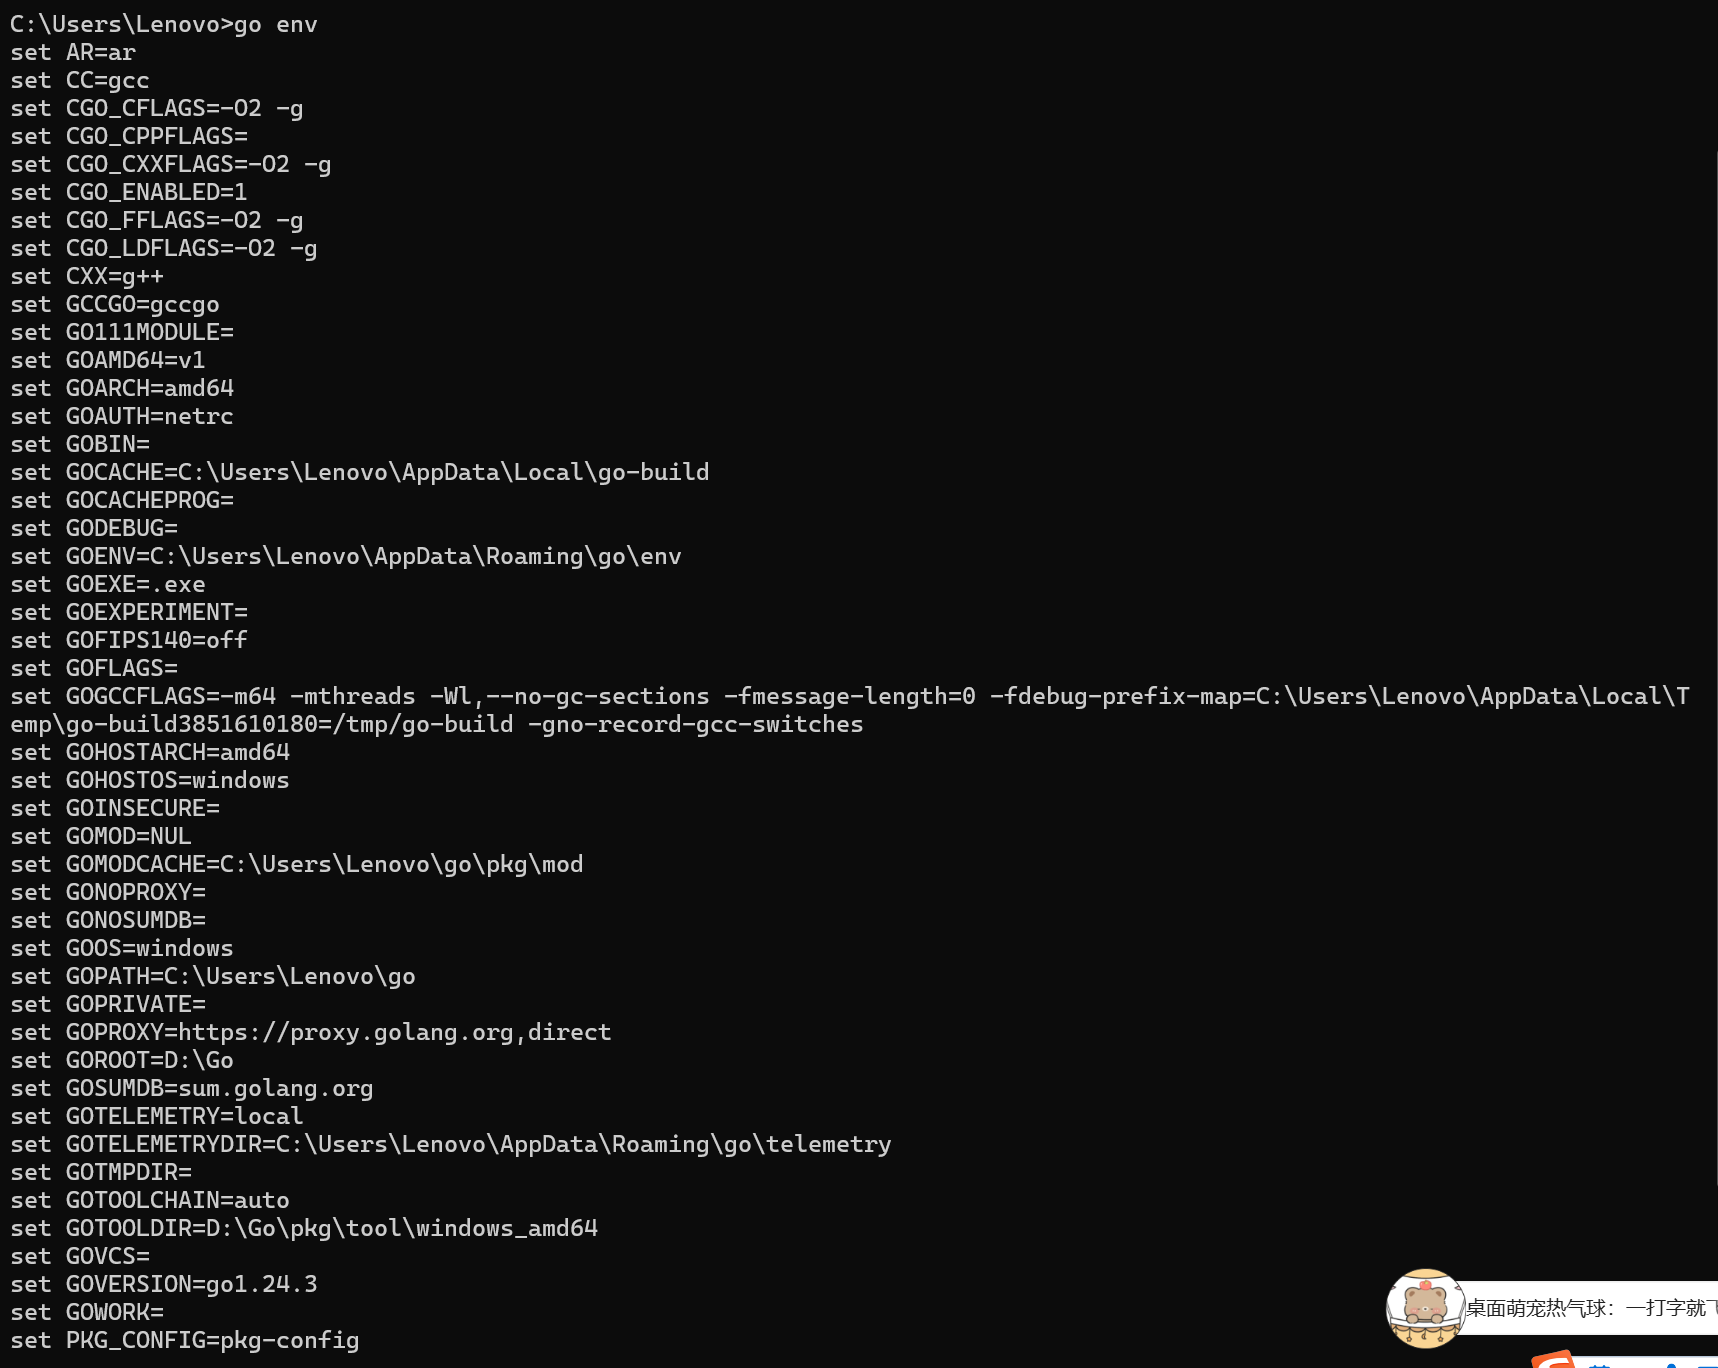 C:\Users\Lenovo>go env
set AR=ar
set CC=gcc
set CGO_CFLAGS=-O2 -g
set CGO_CPPFLAGS=
set CGO_CXXFLAGS=-O2 -g
set CGO_ENABLED=1
set CGO_FFLAGS=-O2 -g
set CGO_LDFLAGS=-O2 -g
set CXX=g++
set GCCGO=gccgo
set GO111MODULE=
set GOAMD64=v1
set GOARCH=amd64
set GOAUTH=netrc
set GOBIN=
set GOCACHE=C:\Users\Lenovo\AppData\Local\go-build
set GOCACHEPROG=
set GODEBUG=
set GOENV=C:\Users\Lenovo\AppData\Roaming\go\env
set GOEXE=.exe
set GOEXPERIMENT=
set GOFIPS140=off
set GOFLAGS=
set GOGCCFLAGS=-m64 -mthreads -Wl,--no-gc-sections -fmessage-length=0 -fdebug-prefix-map=C:\Users\Lenovo\AppData\Local\T
emp\go-build3851610180=/tmp/go-build -gno-record-gcc-switches
set GOHOSTARCH=amd64
set GOHOSTOS=windows
set GOINSECURE=
set GOMOD=NUL
set GOMODCACHE=C:\Users\Lenovo\go\pkg\mod
set GONOPROXY=
set GONOSUMDB=
set GOOS=windows
set GOPATH=C:\Users\Lenovo\go
set GOPRIVATE=
set GOPROXY=https://proxy.golang.org,direct
set GOROOT=D:\Go
set GOSUMDB=sum.golang.org
set GOTELEMETRY=local
set GOTELEMETRYDIR=C:\Users\Lenovo\AppData\Roaming\go\telemetry
set GOTMPDIR=
set GOTOOLCHAIN=auto
set GOTOOLDIR=D:\Go\pkg\tool\windows_amd64
set GOVCS=
set GOVERSION=go1.24.3
set GOWORK=
set PKG_CONFIG=pkg-config
桌面萌宠热气球：一打字就